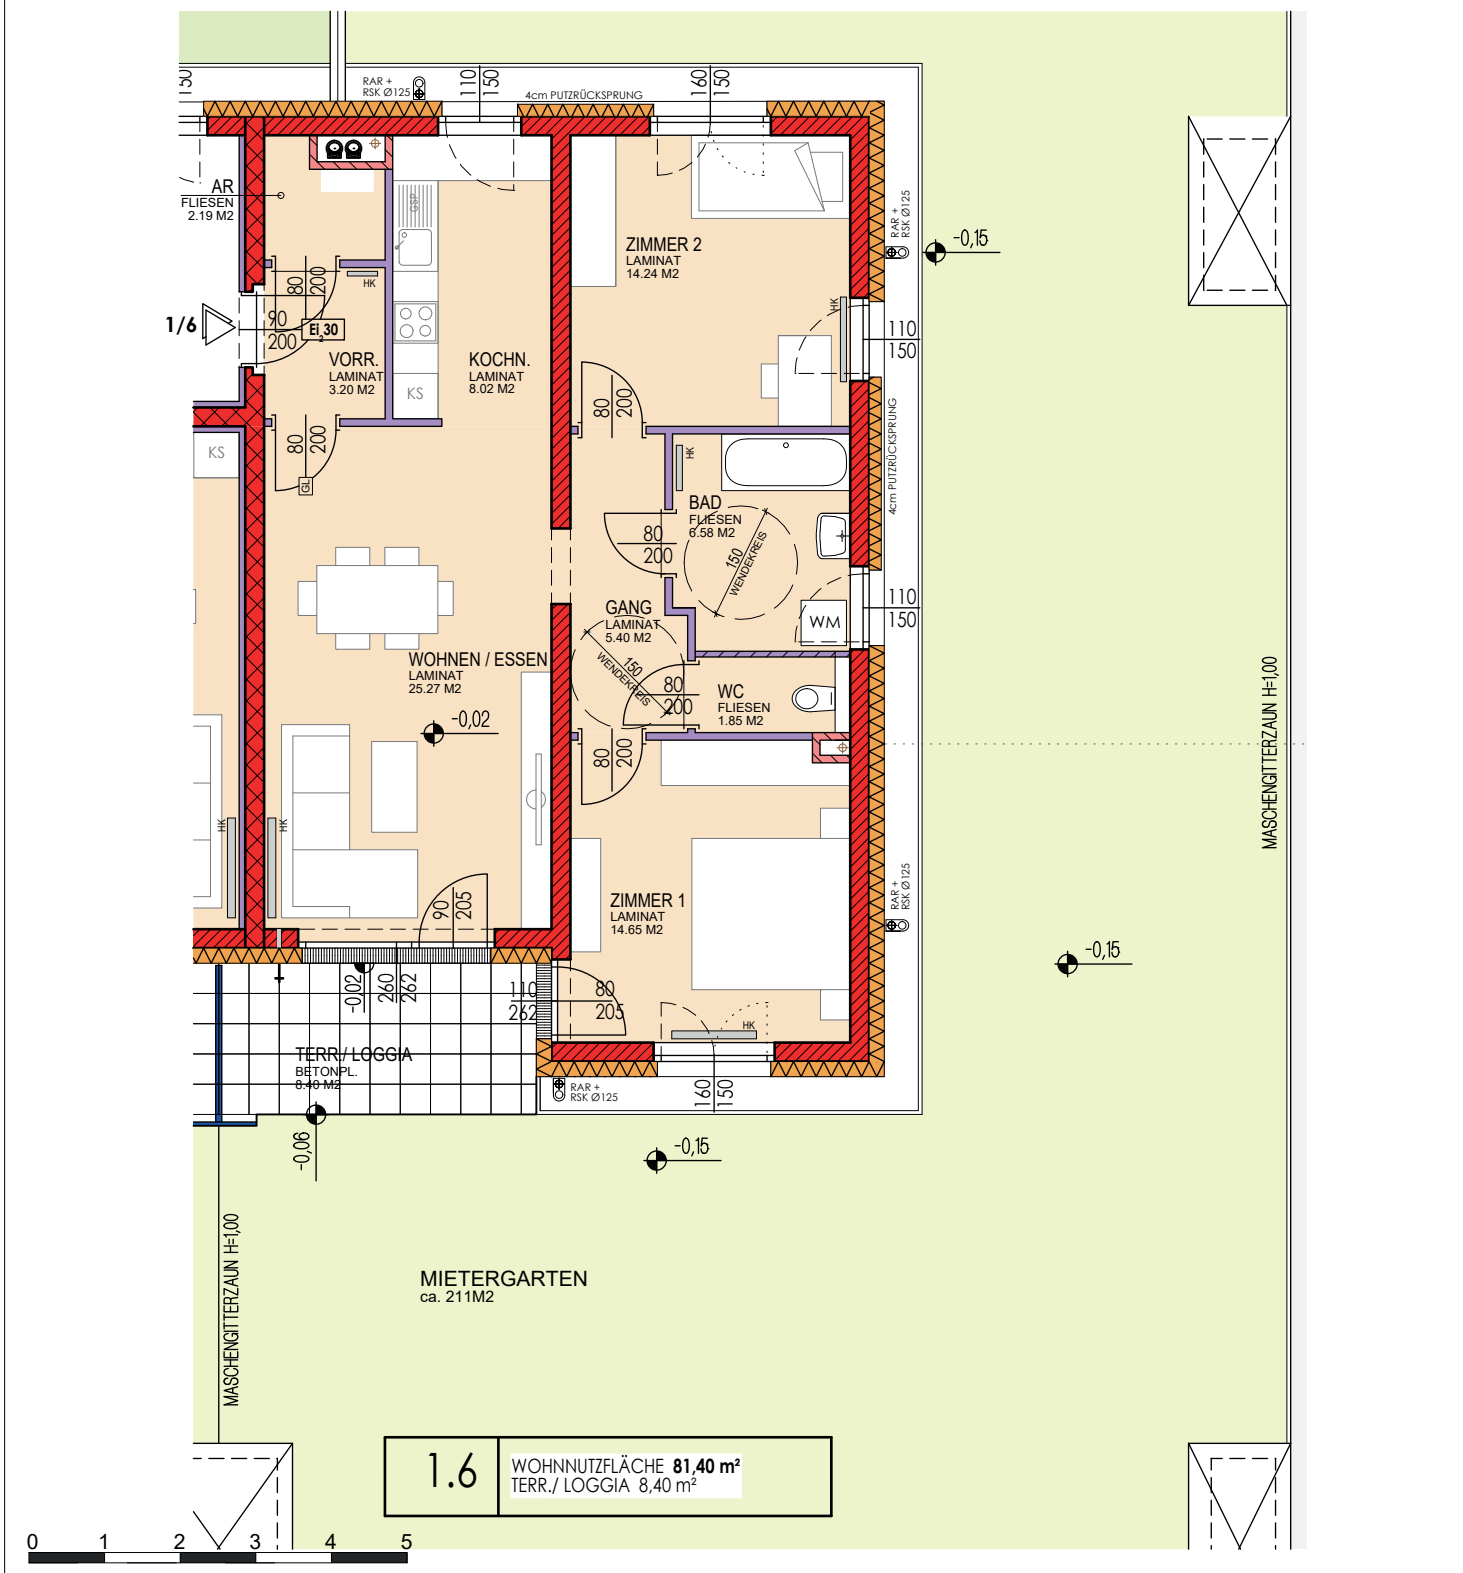 150
RAR +
RSK Ø125
110
150
4cm PUTZRÜCKSPRUNG
160
150
AR
FLIESEN
2.19 M2
GSP
ZIMMER 2
LAMINAT
14.24 M2
RAR +
RSK Ø125
-0,15
80
200
HK
HK
1/6
90
200
Ei₂30
110
150
VORR.
LAMINAT
3.20 M2
KOCHN.
LAMINAT
8.02 M2
KS
80
200
80
200
KS
GL
HK
4cm PUTZRÜCKSPRUNG
BAD
FLIESEN
6.58 M2
80
200
150
WENDEKREIS
110
150
WM
GANG
LAMINAT
5.40 M2
150
WENDEKREIS
WOHNEN / ESSEN
LAMINAT
25.27 M2
80
200
WC
FLIESEN
1.85 M2
-0,02
80
200
MASCHENGITTERZAUN H=1,00
HK
HK
90
205
ZIMMER 1
LAMINAT
14.65 M2
RAR +
RSK Ø125
-0,15
-0,02
260
262
110
262
80
205
HK
TERR./ LOGGIA
BETONPL.
8.40 M2
RAR +
RSK Ø125
160
150
-0,06
-0,15
MASCHENGITTERZAUN H=1,00
MIETERGARTEN
ca. 211M2
1.6
WOHNNUTZFLÄCHE 81,40 m²
TERR./ LOGGIA 8,40 m²
0 1 2 3 4 5